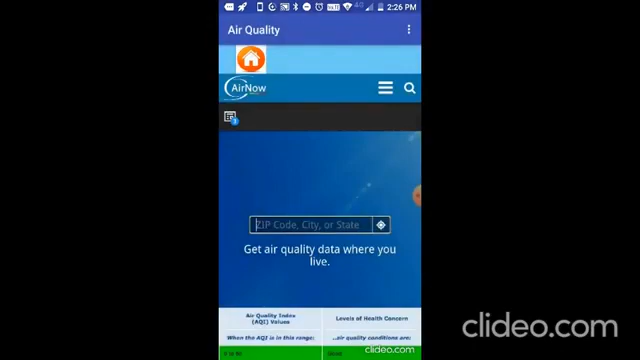 2:26 PM
Air Quality
AirNow
ZIP Code, City, or State
Get air quality data where you
live.
Air Quality Index
(AQI) Values
Levels of Health Concern
When the AQI is in this range:
..air quality conditions are:
clideo.com
clideo.com